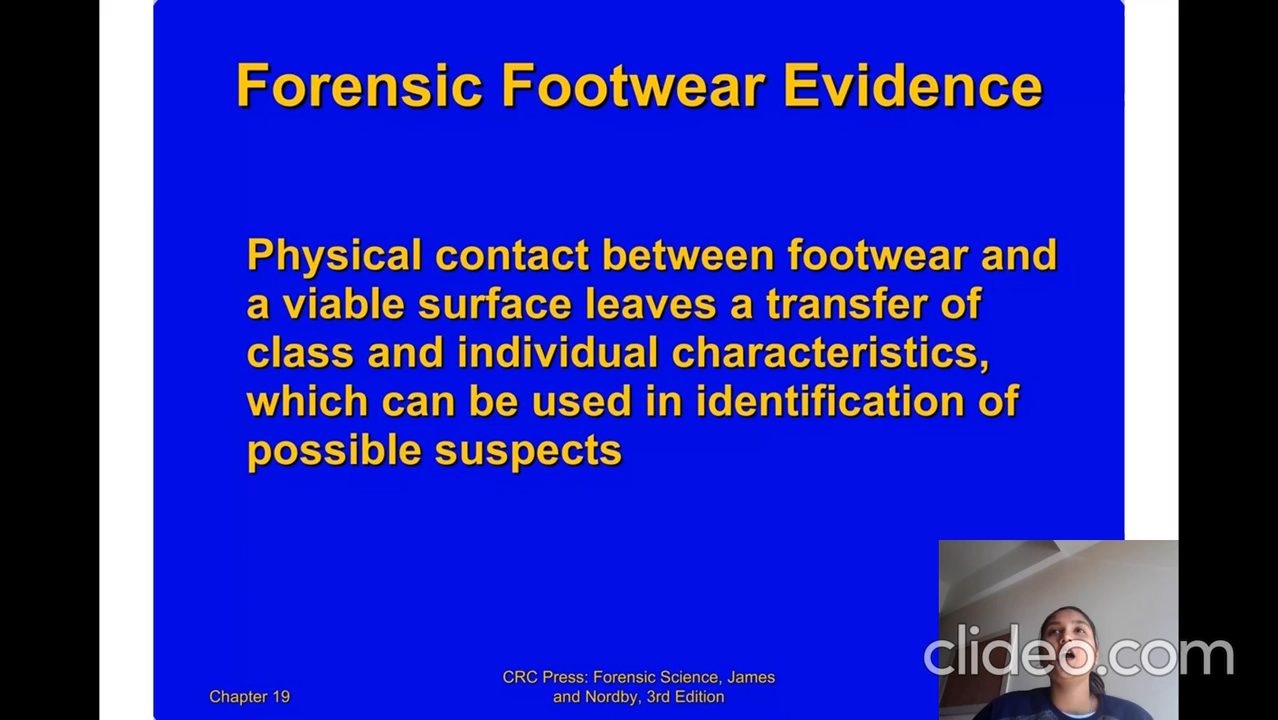 Forensic Footwear Evidence
Physical contact between footwear and
a viable surface leaves a transfer of
class and individual characteristics,
which can be used in identification of
possible suspects
clideo.com
CRC Press: Forensic Science, James
and Nordby, 3rd Edition
Chapter 19